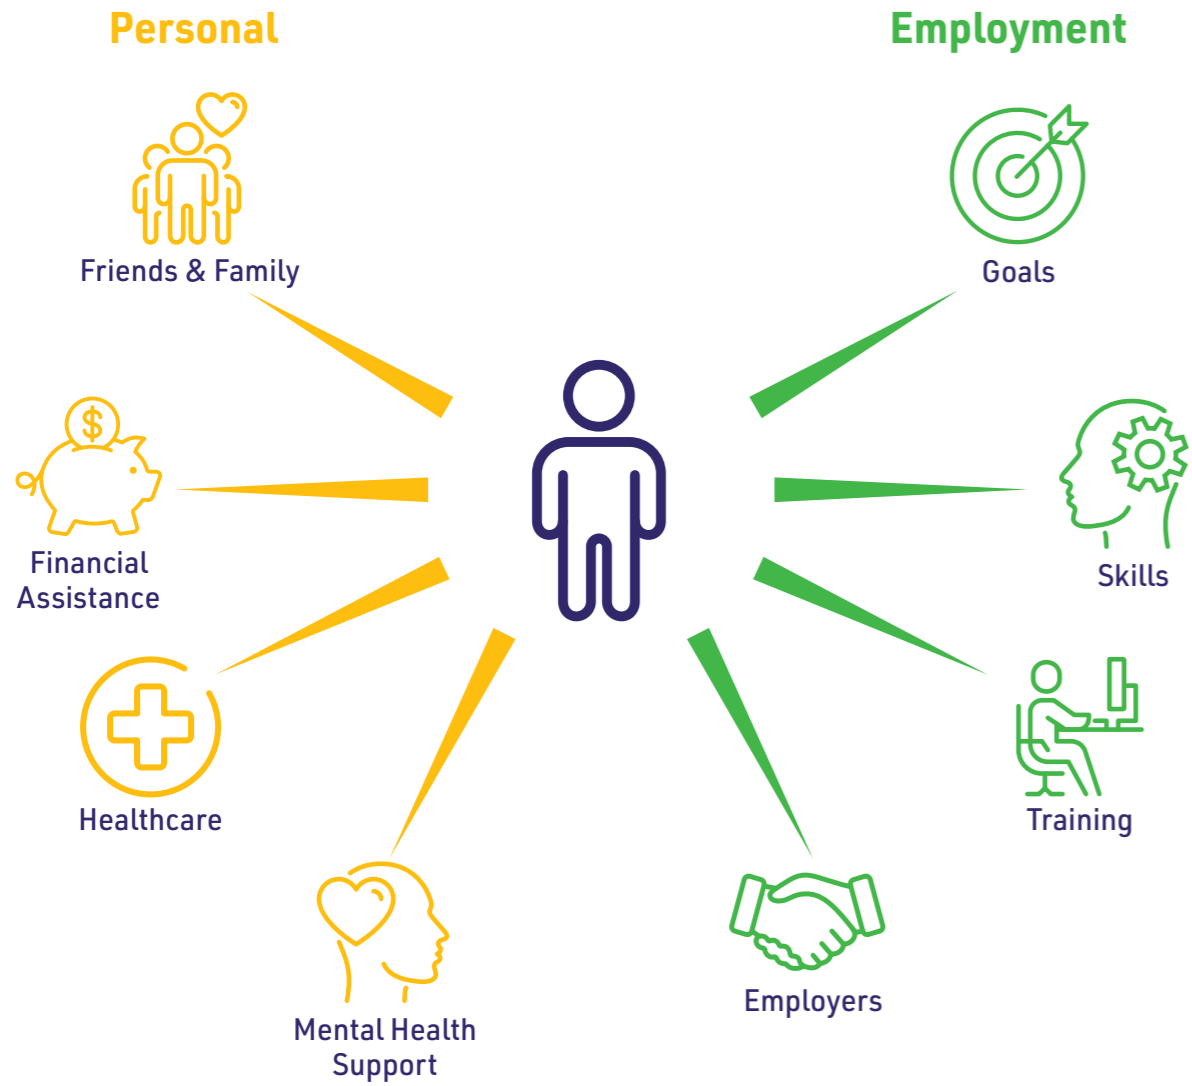 Personal
Employment
Friends & Family
Goals
$
Financial
Assistance
Skills
Healthcare
Training
Mental Health
Support
Employers